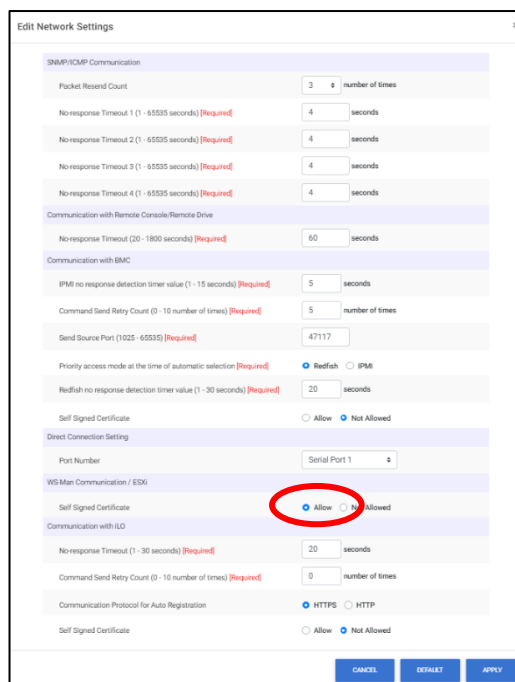 Edit Network Settings
SNMP/ICMP Communication
Packet Resend Count 3 number of times
No-response Timeout 1 (1 - 65535 seconds) [Required] 4 seconds
No-response Timeout 2 (1 - 65535 seconds) [Required] 4 seconds
No-response Timeout 3 (1 - 65535 seconds) [Required] 4 seconds
No-response Timeout 4 (1 - 65535 seconds) [Required] 4 seconds
Communication with Remote Console/Remote Drive
No-response Timeout (20 - 1800 seconds) [Required] 60 seconds
Communication with BMC
IPMI no response detection timer value (1 - 15 seconds) [Required] 5 seconds
Command Send Retry Count (0 - 10 number of times) [Required] 5 number of times
Send Source Port (1025 - 65535) [Required] 47117
Priority access mode at the time of automatic selection [Required] Redfish IPMI
Redfish no response detection timer value (1 - 30 seconds) [Required] 20 seconds
Self Signed Certificate Allow Not Allowed
Direct Connection Setting
Port Number Serial Port 1
WS-Man Communication / ESXi
Self Signed Certificate Allow Not Allowed
Communication with iLO
No-response Timeout (1 - 30 seconds) [Required] 20 seconds
Command Send Retry Count (0 - 10 number of times) [Required] 0 number of times
Communication Protocol for Auto Registration HTTPS HTTP
Self Signed Certificate Allow Not Allowed
CANCEL DEFAULT APPLY